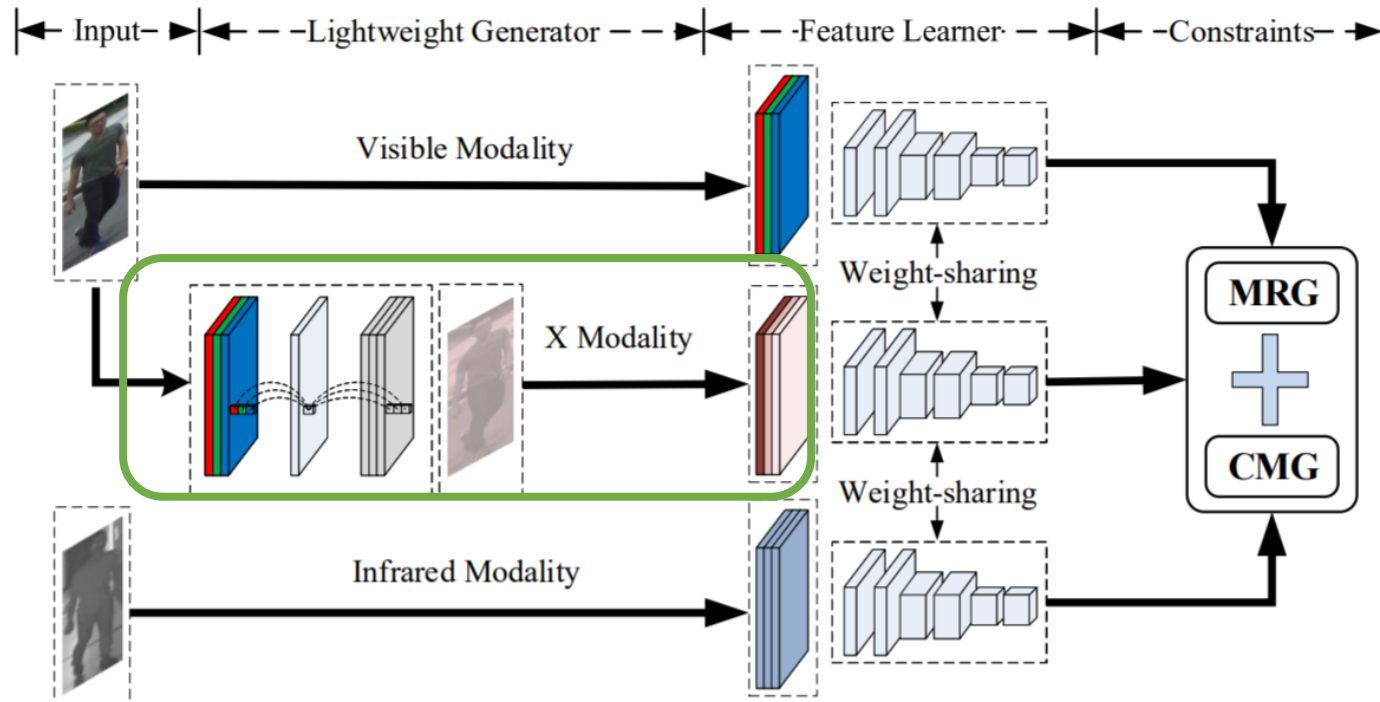 Input
Lightweight Generator
Feature Learner
Constraints
Visible Modality
Weight-sharing
MRG
X Modality
CMG
Weight-sharing
Infrared Modality